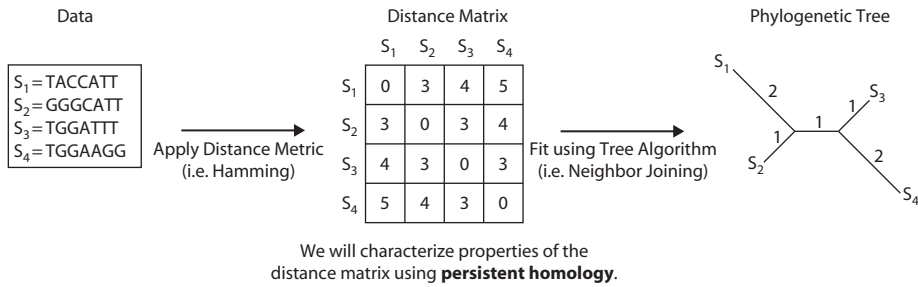 Data
S₁ = TACCATT
S₂ = GGGCATT
S₃ = TGGATTT
S₄ = TGGAAGG
Apply Distance Metric
(i.e. Hamming)
Distance Matrix
S₁ S₂ S₃ S₄
S₁ 0 3 4 5
S₂ 3 0 3 4
S₃ 4 3 0 3
S₄ 5 4 3 0
Fit using Tree Algorithm
(i.e. Neighbor Joining)
Phylogenetic Tree
S₁
2
1 S₃
1 1
S₂
2
S₄
We will characterize properties of the
distance matrix using persistent homology.